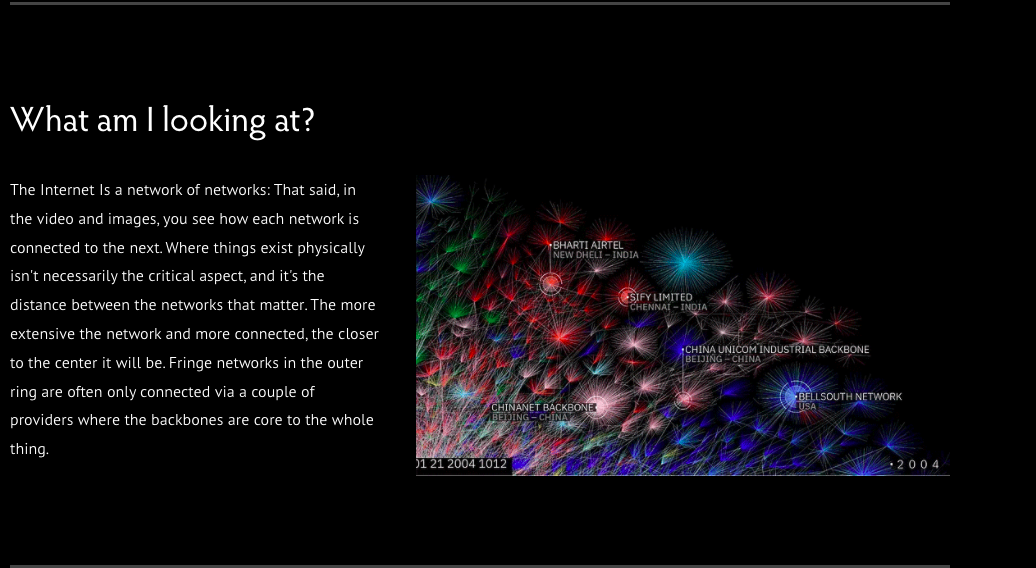 What am I looking at?
The Internet Is a network of networks: That said, in
the video and images, you see how each network is
connected to the next. Where things exist physically
isn't necessarily the critical aspect, and it's the
distance between the networks that matter. The more
extensive the network and more connected, the closer
to the center it will be. Fringe networks in the outer
ring are often only connected via a couple of
providers where the backbones are core to the whole
thing.
BHARTI AIRTEL
NEW DHELI – INDIA
SIFY LIMITED
CHENNAI – INDIA
CHINA UNICOM INDUSTRIAL BACKBONE
BEIJING – CHINA
BELLSOUTH NETWORK
USA
CHINANET BACKBONE
BEIJING – CHINA
01 21 2004 1012
2004